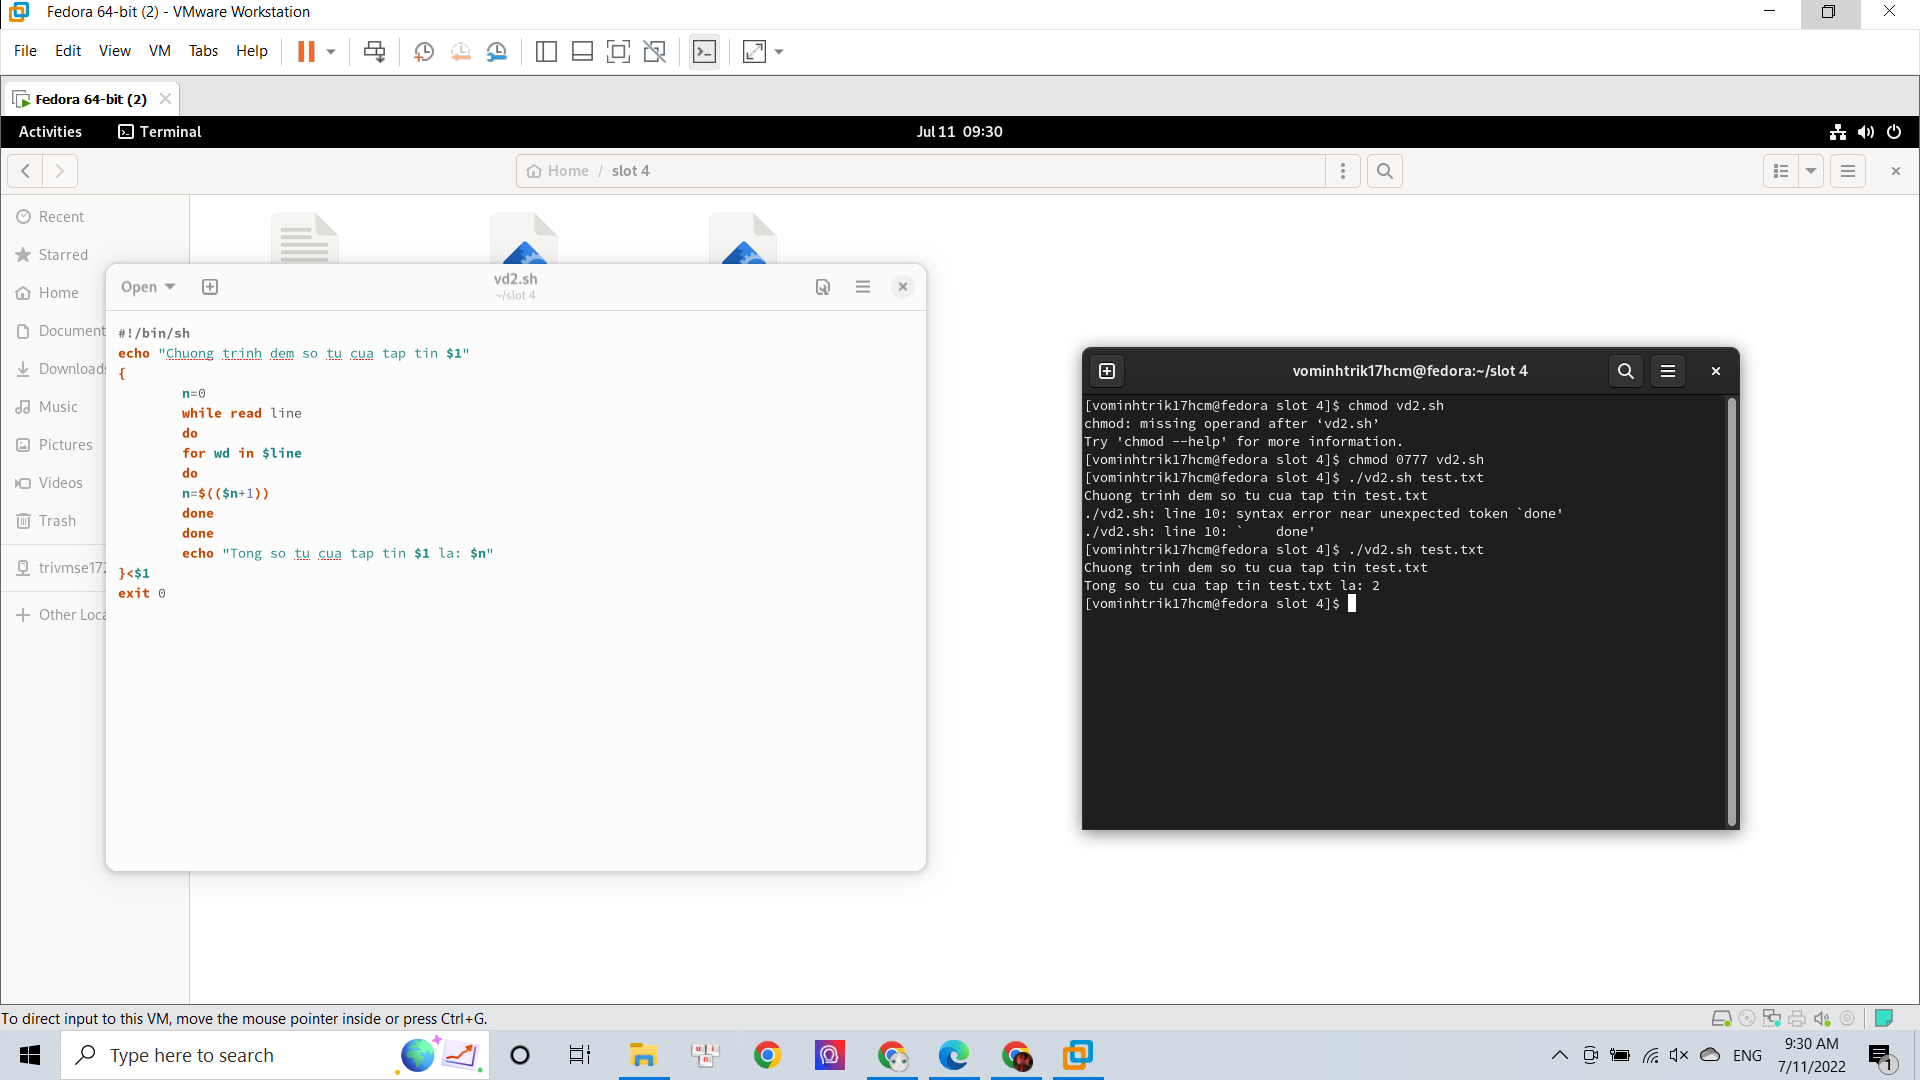 Fedora 64-bit (2) - VMware Workstation
File Edit View VM Tabs Help
Fedora 64-bit (2)
Activities Terminal Jul 11 09:30
Home / slot 4
Recent
Starred
Home
Document
Downloads
Music
Pictures
Videos
Trash
trivmse172
Other Loca
Open
vd2.sh
~/slot 4
#!/bin/sh
echo "Chuong trinh dem so tu cua tap tin $1"
{
n=0
while read line
do
for wd in $line
do
n=$(($n+1))
done
done
echo "Tong so tu cua tap tin $1 la: $n"
}<$1
exit 0
vominhtrik17hcm@fedora:~/slot 4
[vominhtrik17hcm@fedora slot 4]$ chmod vd2.sh
chmod: missing operand after ‘vd2.sh’
Try 'chmod --help' for more information.
[vominhtrik17hcm@fedora slot 4]$ chmod 0777 vd2.sh
[vominhtrik17hcm@fedora slot 4]$ ./vd2.sh test.txt
Chuong trinh dem so tu cua tap tin test.txt
./vd2.sh: line 10: syntax error near unexpected token `done'
./vd2.sh: line 10: `    done'
[vominhtrik17hcm@fedora slot 4]$ ./vd2.sh test.txt
Chuong trinh dem so tu cua tap tin test.txt
Tong so tu cua tap tin test.txt la: 2
[vominhtrik17hcm@fedora slot 4]$
To direct input to this VM, move the mouse pointer inside or press Ctrl+G.
Type here to search
ENG
9:30 AM
7/11/2022
1